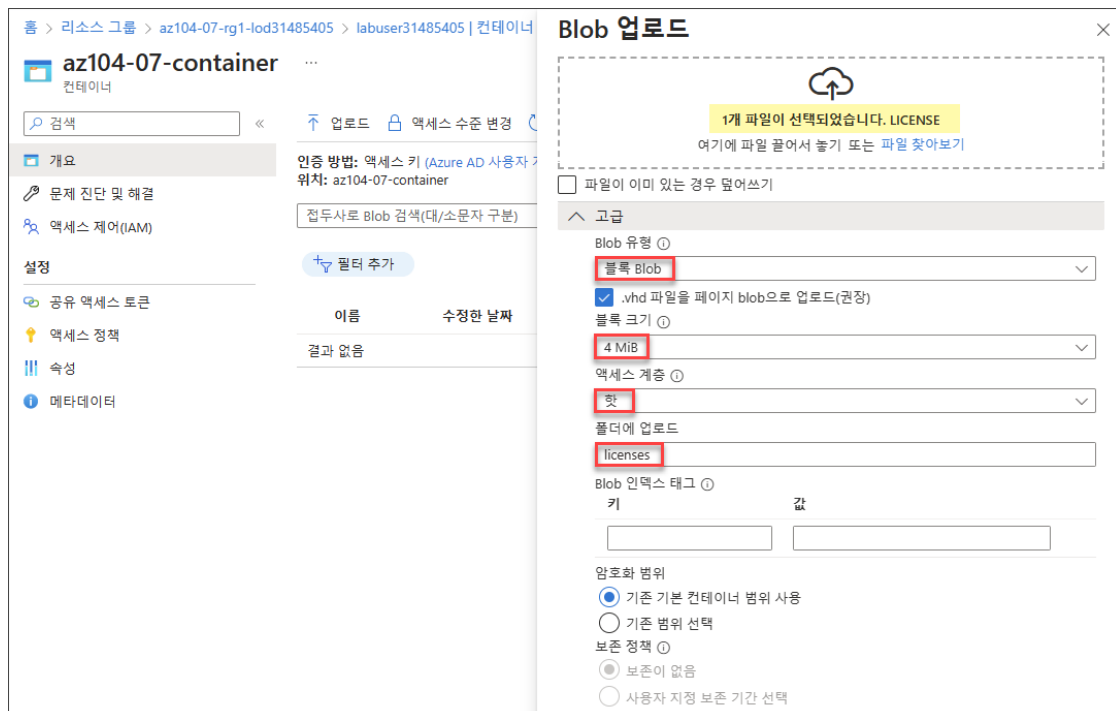 홈 > 리소스 그룹 > az104-07-rg1-lod31485405 > labuser31485405 | 컨테이너
az104-07-container ...
컨테이너
검색 «
개요
문제 진단 및 해결
액세스 제어(IAM)
설정
공유 액세스 토큰
액세스 정책
속성
메타데이터
업로드 액세스 수준 변경
인증 방법: 액세스 키 (Azure AD 사용자
위치: az104-07-container
접두사로 Blob 검색(대/소문자 구분)
필터 추가
이름 수정한 날짜
결과 없음
Blob 업로드
1개 파일이 선택되었습니다. LICENSE
여기에 파일 끌어서 놓기 또는 파일 찾아보기
파일이 이미 있는 경우 덮어쓰기
고급
Blob 유형
블록 Blob
.vhd 파일을 페이지 blob으로 업로드(권장)
블록 크기
4 MiB
액세스 계층
핫
폴더에 업로드
licenses
Blob 인덱스 태그
키 값
암호화 범위
기존 기본 컨테이너 범위 사용
기존 범위 선택
보존 정책
보존이 없음
사용자 지정 보존 기간 선택